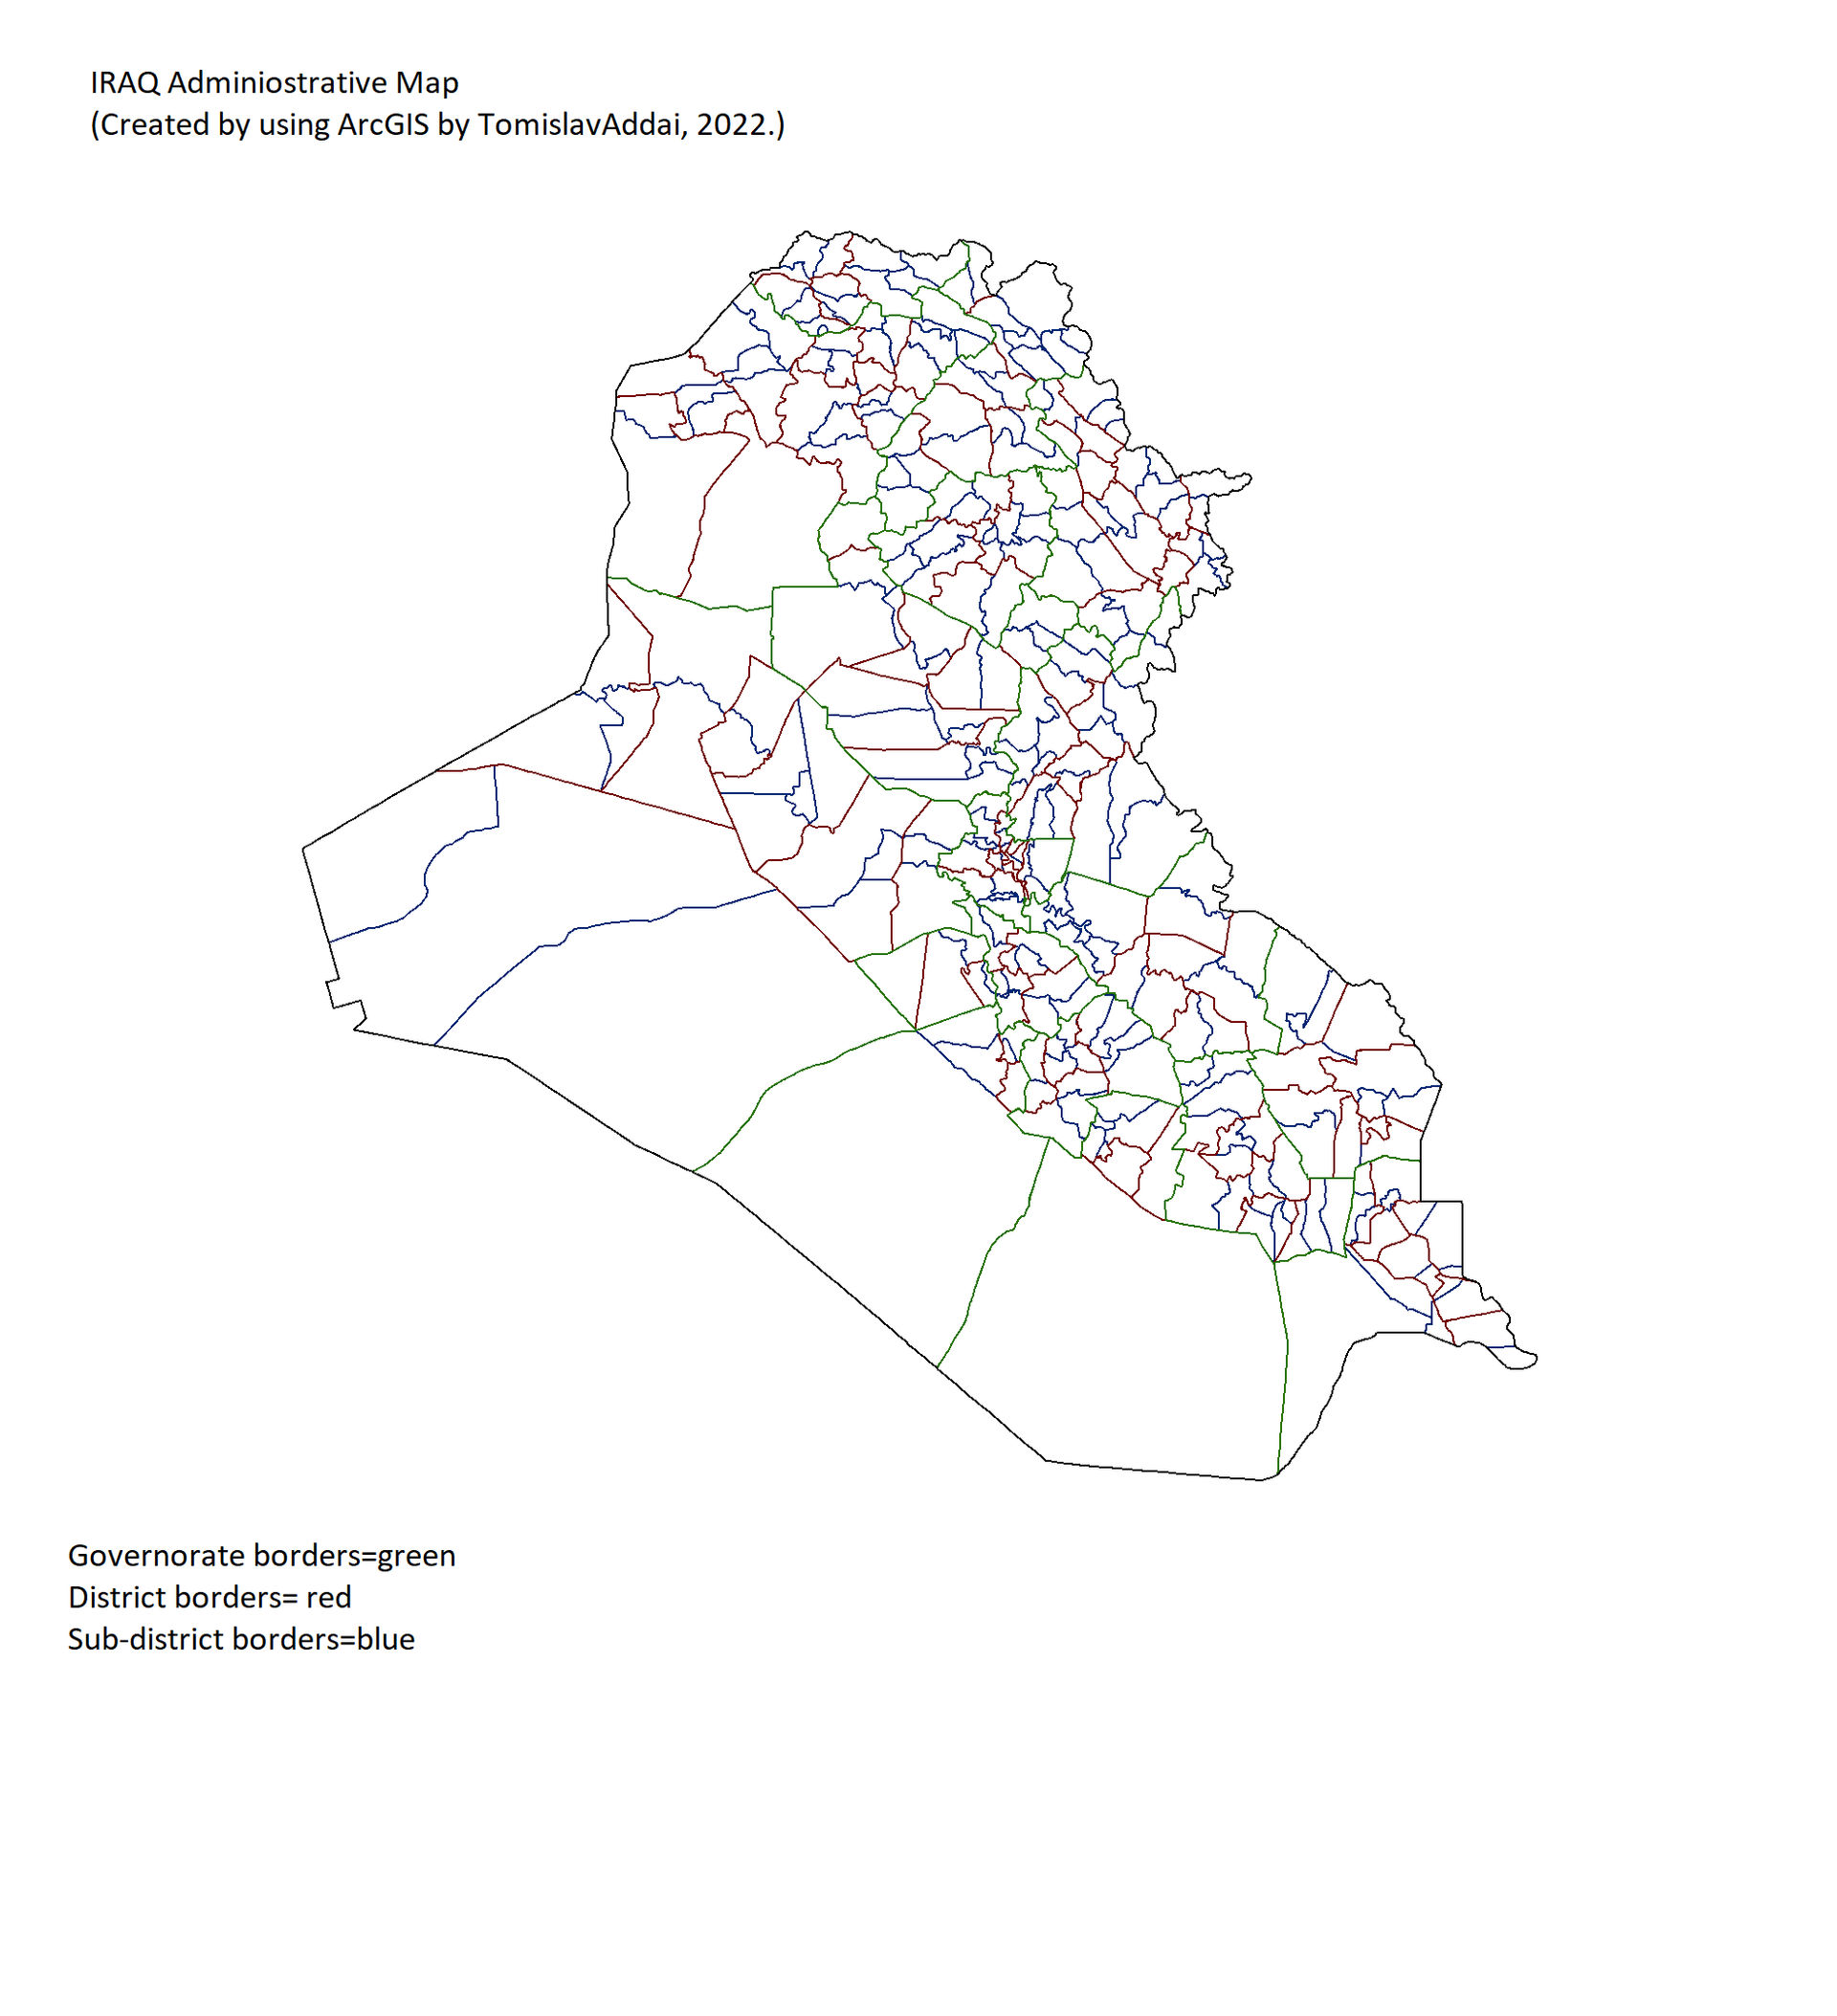 IRAQ Adminiostrative Map
(Created by using ArcGIS by TomislavAddai, 2022.)
Governorate borders=green
District borders= red
Sub-district borders=blue